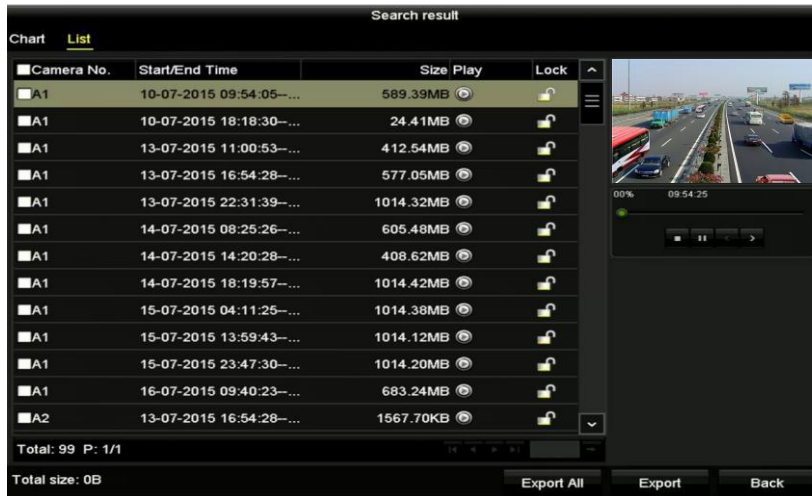 Search result
Chart List
Camera No. Start/End Time Size Play Lock
A1 10-07-2015 09:54:05--... 589.39MB
A1 10-07-2015 18:18:30--... 24.41MB
A1 13-07-2015 11:00:53--... 412.54MB
A1 13-07-2015 16:54:28--... 577.05MB
A1 13-07-2015 22:31:39--... 1014.32MB
A1 14-07-2015 08:25:26--... 605.48MB
A1 14-07-2015 14:20:28--... 408.62MB
A1 14-07-2015 18:19:57--... 1014.42MB
A1 15-07-2015 04:11:25--... 1014.38MB
A1 15-07-2015 13:59:43--... 1014.12MB
A1 15-07-2015 23:47:30--... 1014.20MB
A1 16-07-2015 09:40:23--... 683.24MB
A2 13-07-2015 16:54:28--... 1567.70KB
00% 09:54:25
Total: 99 P: 1/1
Total size: 0B
Export All Export Back